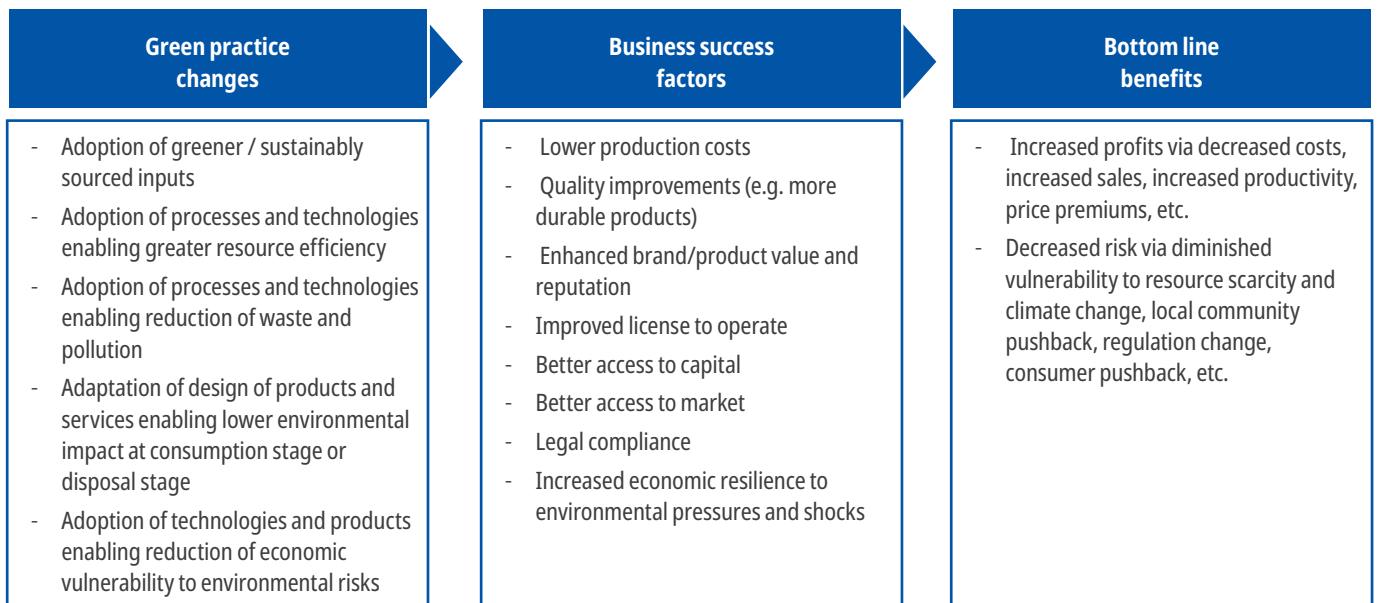 Green practice
changes
Business success
factors
Bottom line
benefits
- Adoption of greener / sustainably
sourced inputs
- Adoption of processes and technologies
enabling greater resource efficiency
- Adoption of processes and technologies
enabling reduction of waste and
pollution
- Adaptation of design of products and
services enabling lower environmental
impact at consumption stage or
disposal stage
- Adoption of technologies and products
enabling reduction of economic
vulnerability to environmental risks
- Lower production costs
- Quality improvements (e.g. more
durable products)
- Enhanced brand/product value and
reputation
- Improved license to operate
- Better access to capital
- Better access to market
- Legal compliance
- Increased economic resilience to
environmental pressures and shocks
- Increased profits via decreased costs,
increased sales, increased productivity,
price premiums, etc.
- Decreased risk via diminished
vulnerability to resource scarcity and
climate change, local community
pushback, regulation change,
consumer pushback, etc.